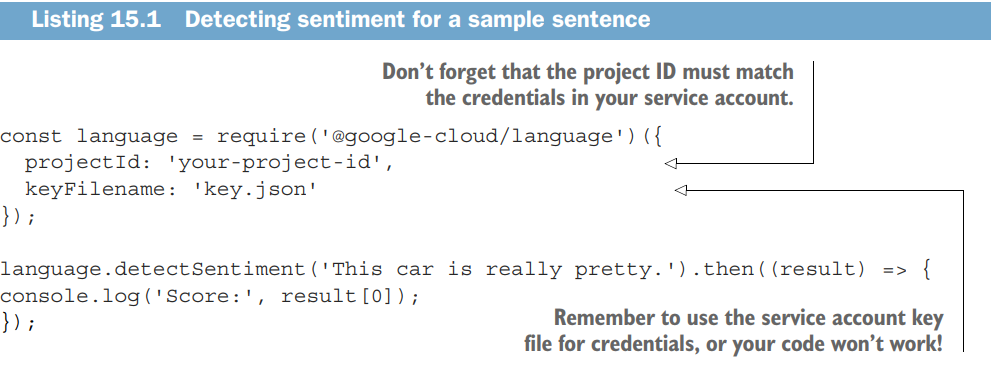 Listing 15.1 Detecting sentiment for a sample sentence
Don't forget that the project ID must match
the credentials in your service account.
const language = require('@google-cloud/language')({
  projectId: 'your-project-id',
  keyFilename: 'key.json'
});
language.detectSentiment('This car is really pretty.').then((result) => {
console.log('Score:', result[0]);
});
Remember to use the service account key
file for credentials, or your code won't work!